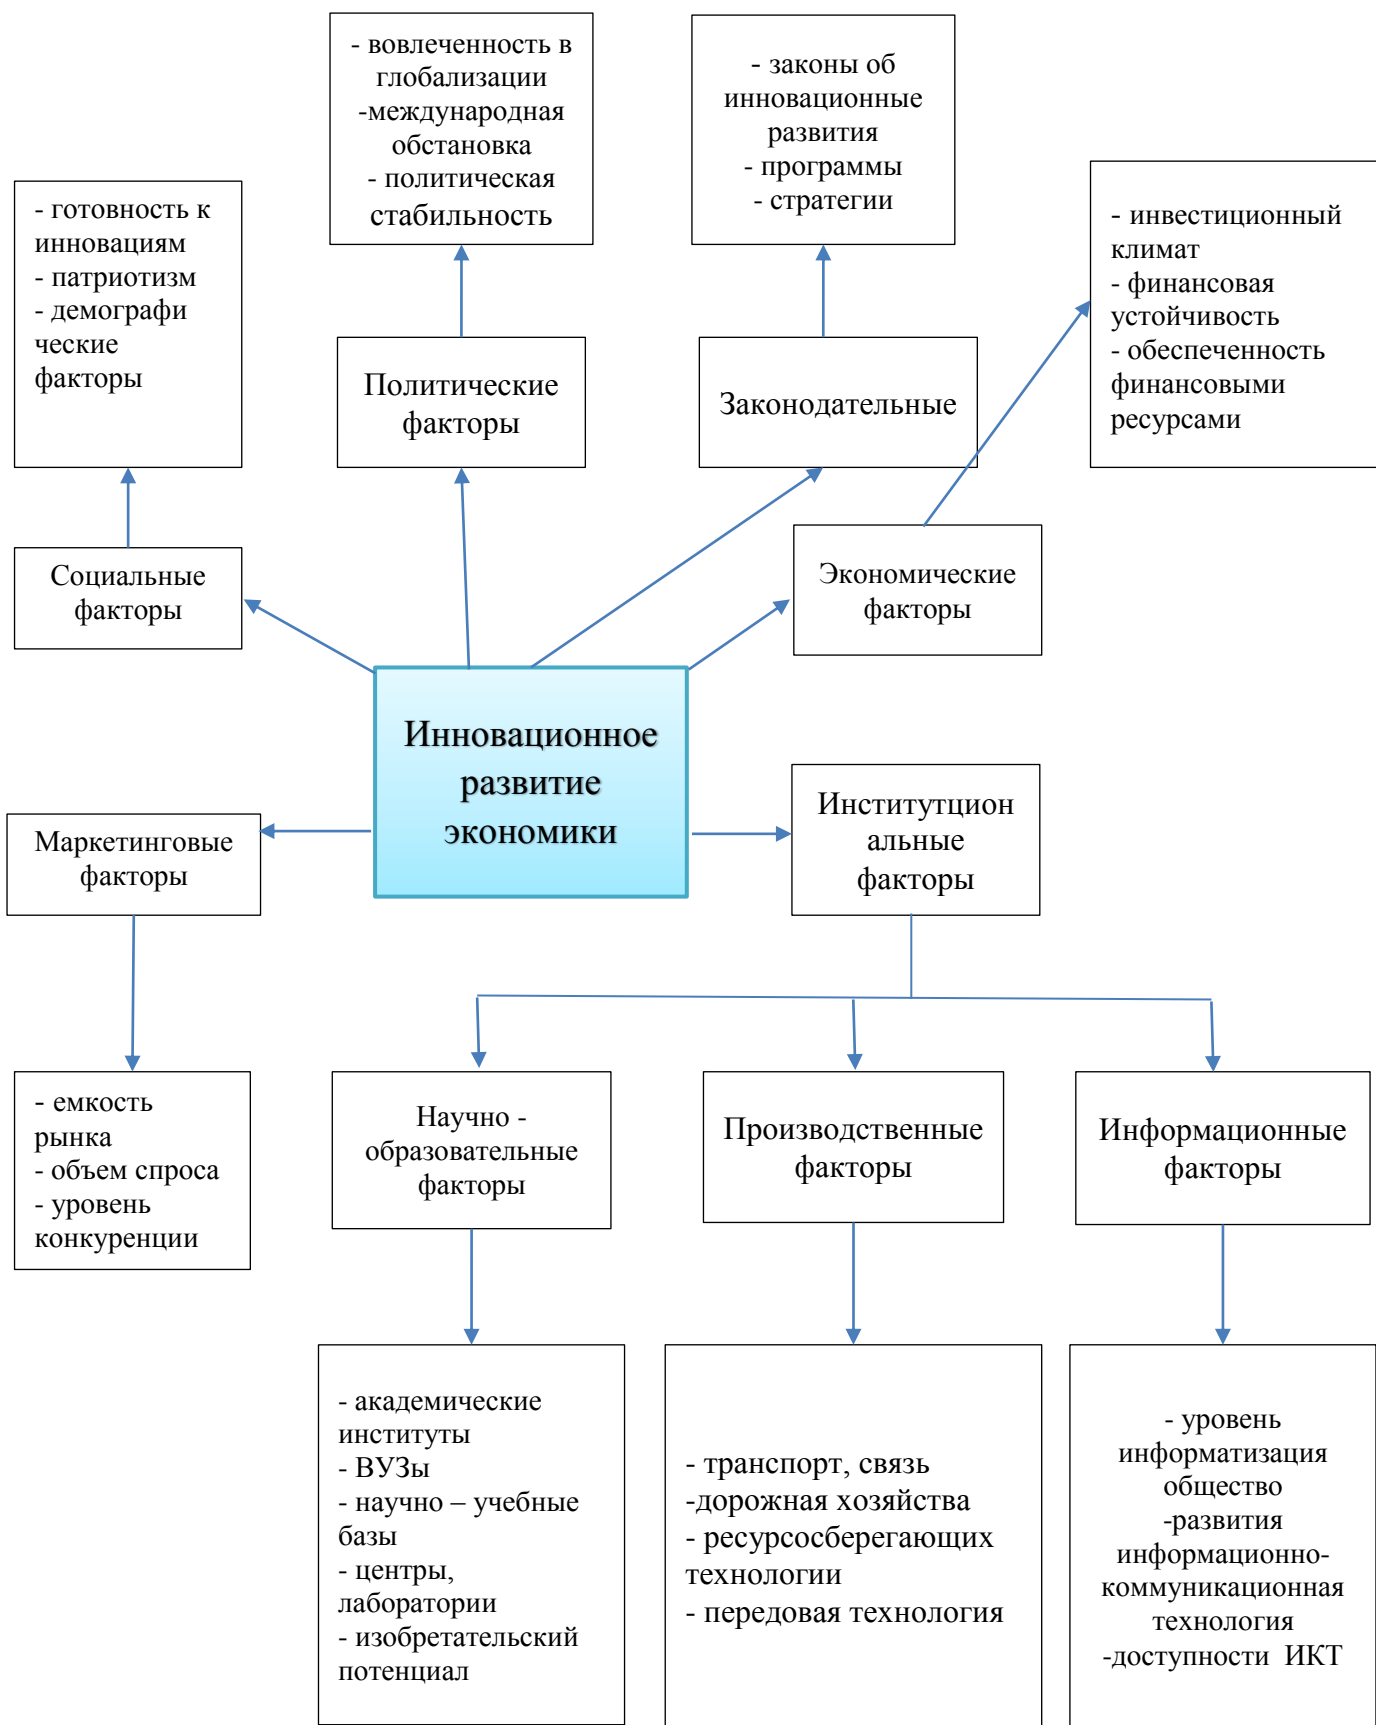 - вовлеченность в
глобализации
-международная
обстановка
- политическая
стабильность
- законы об
инновационные
развития
- программы
- стратегии
- готовность к
инновациям
- патриотизм
- демографи
ческие
факторы
- инвестиционный
климат
- финансовая
устойчивость
- обеспеченность
финансовыми
ресурсами
Политические
факторы
Законодательные
Социальные
факторы
Экономические
факторы
Инновационное
развитие
экономики
Маркетинговые
факторы
Институтцион
альные
факторы
- емкость
рынка
- объем спроса
- уровень
конкуренции
Научно -
образовательные
факторы
Производственные
факторы
Информационные
факторы
- академические
институты
- ВУЗы
- научно – учебные
базы
- центры,
лаборатории
- изобретательский
потенциал
- транспорт, связь
-дорожная хозяйства
- ресурсосберегающих
технологии
- передовая технология
- уровень
информатизация
общество
-развития
информационно-
коммуникационная
технология
-доступности  ИКТ